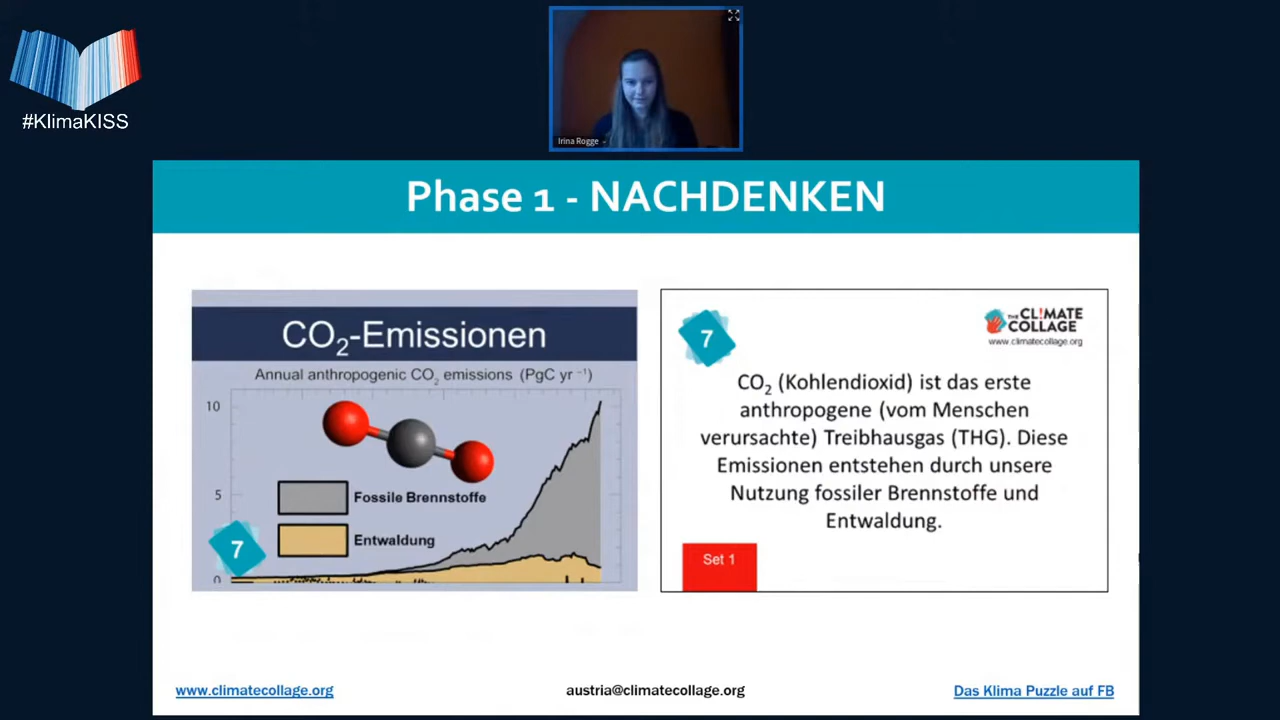 #KlimaKISS
Irina Rogge
Phase 1 - NACHDENKEN
CO₂-Emissionen
Annual anthropogenic CO₂ emissions (PgC yr ⁻¹)
10
5
0
Fossile Brennstoffe
Entwaldung
7
7
THE CL!MATE
COLLAGE
www.climatecollage.org
CO₂ (Kohlendioxid) ist das erste
anthropogene (vom Menschen
verursachte) Treibhausgas (THG). Diese
Emissionen entstehen durch unsere
Nutzung fossiler Brennstoffe und
Entwaldung.
Set 1
www.climatecollage.org
austria@climatecollage.org
Das Klima Puzzle auf FB